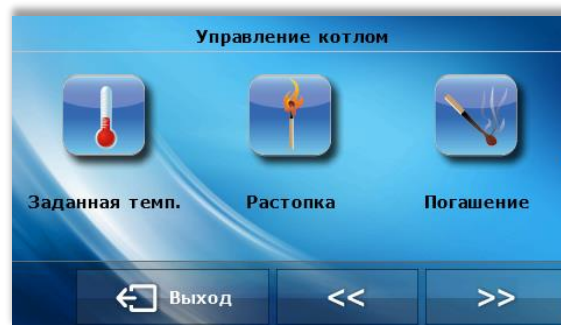 Управление котлом
Заданная темп.
Растопка
Погашение
Выход
<<
>>